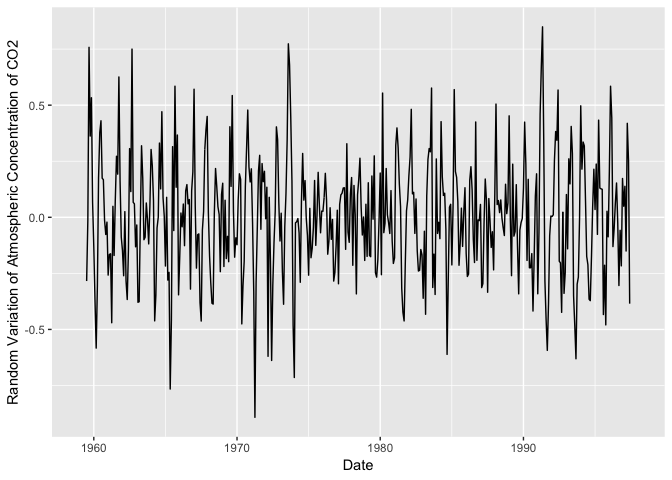 Random Variation of Atmospheric Concentration of CO2
0.5
0.0
-0.5
1960 1970 1980 1990
Date